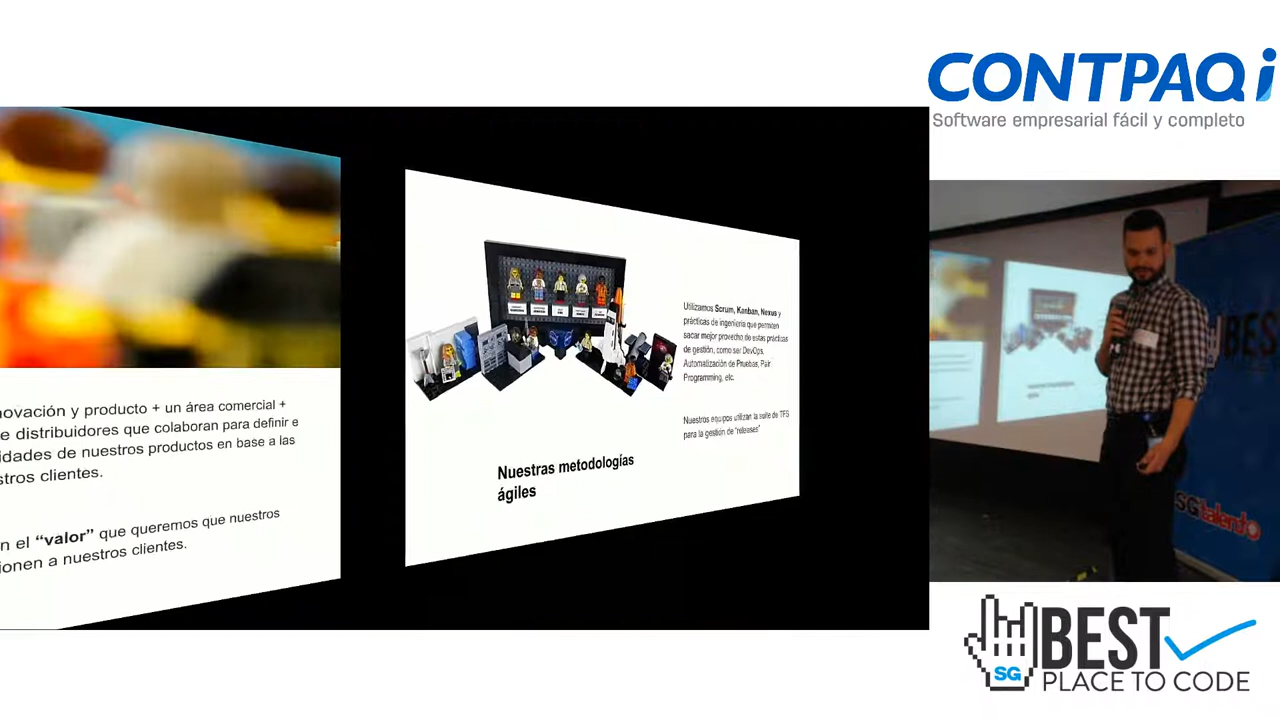 CONTPAQ i
Software empresarial fácil y completo
novación y producto + un área comercial +
e distribuidores que colaboran para definir e
idades de nuestros productos en base a las
stros clientes.
n el “valor” que queremos que nuestros
ionen a nuestros clientes.
Utilizamos Scrum, Kanban, Nexus y
prácticas de ingeniería que permiten
sacar mejor provecho de estas prácticas
de gestión, como ser DevOps,
Automatización de Pruebas, Pair
Programming, etc.
Nuestros equipos utilizan la suite de TFS
para la gestión de “releases”
Nuestras metodologías
ágiles
BEST
SGtalento
SG
BEST
PLACE TO CODE